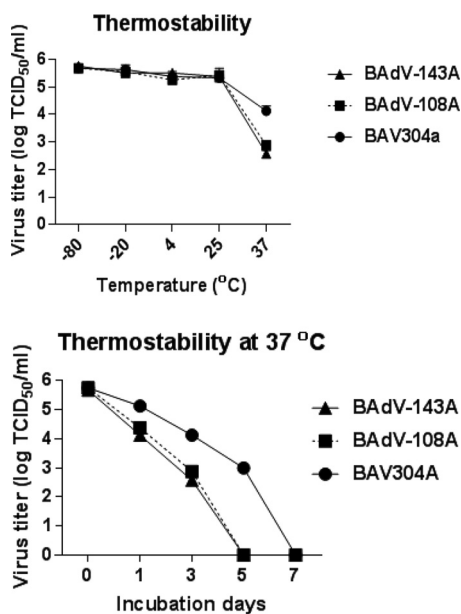 Thermostability
Virus titer (log TCID50/ml)
6
5
4
3
2
1
0
-80
-20
4
25
37
Temperature (°C)
BAdV-143A
BAdV-108A
BAV304a
Thermostability at 37 °C
Virus titer (log TCID50/ml)
6
5
4
3
2
1
0
0
1
3
5
7
Incubation days
BAdV-143A
BAdV-108A
BAV304A